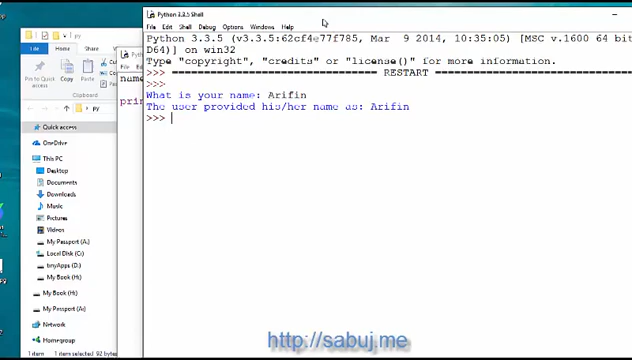 Python 3.3.5 Shell
File Edit Shell Debug Options Windows Help
Python 3.3.5 (v3.3.5:62cf4e77f785, Mar 9 2014, 10:35:05) [MSC v.1600 64 bit
D64)] on win32
Type "copyright", "credits" or "license()" for more information.
>>> ================================ RESTART
>>>
What is your name: Arifin
The user provided his/her name as: Arifin
>>>
py
File Home
Pin to Quick access
Copy
File
name
prin
py
Quick access
OneDrive
This PC
Desktop
Documents
Downloads
Music
Pictures
Videos
My Passport (A:)
Local Disk (C:)
tinyApps (D:)
My Book (H:)
My Book (H:)
My Passport (A:)
Network
Homegroup
1 item 1 item selected 92 bytes
http://sabuj.me